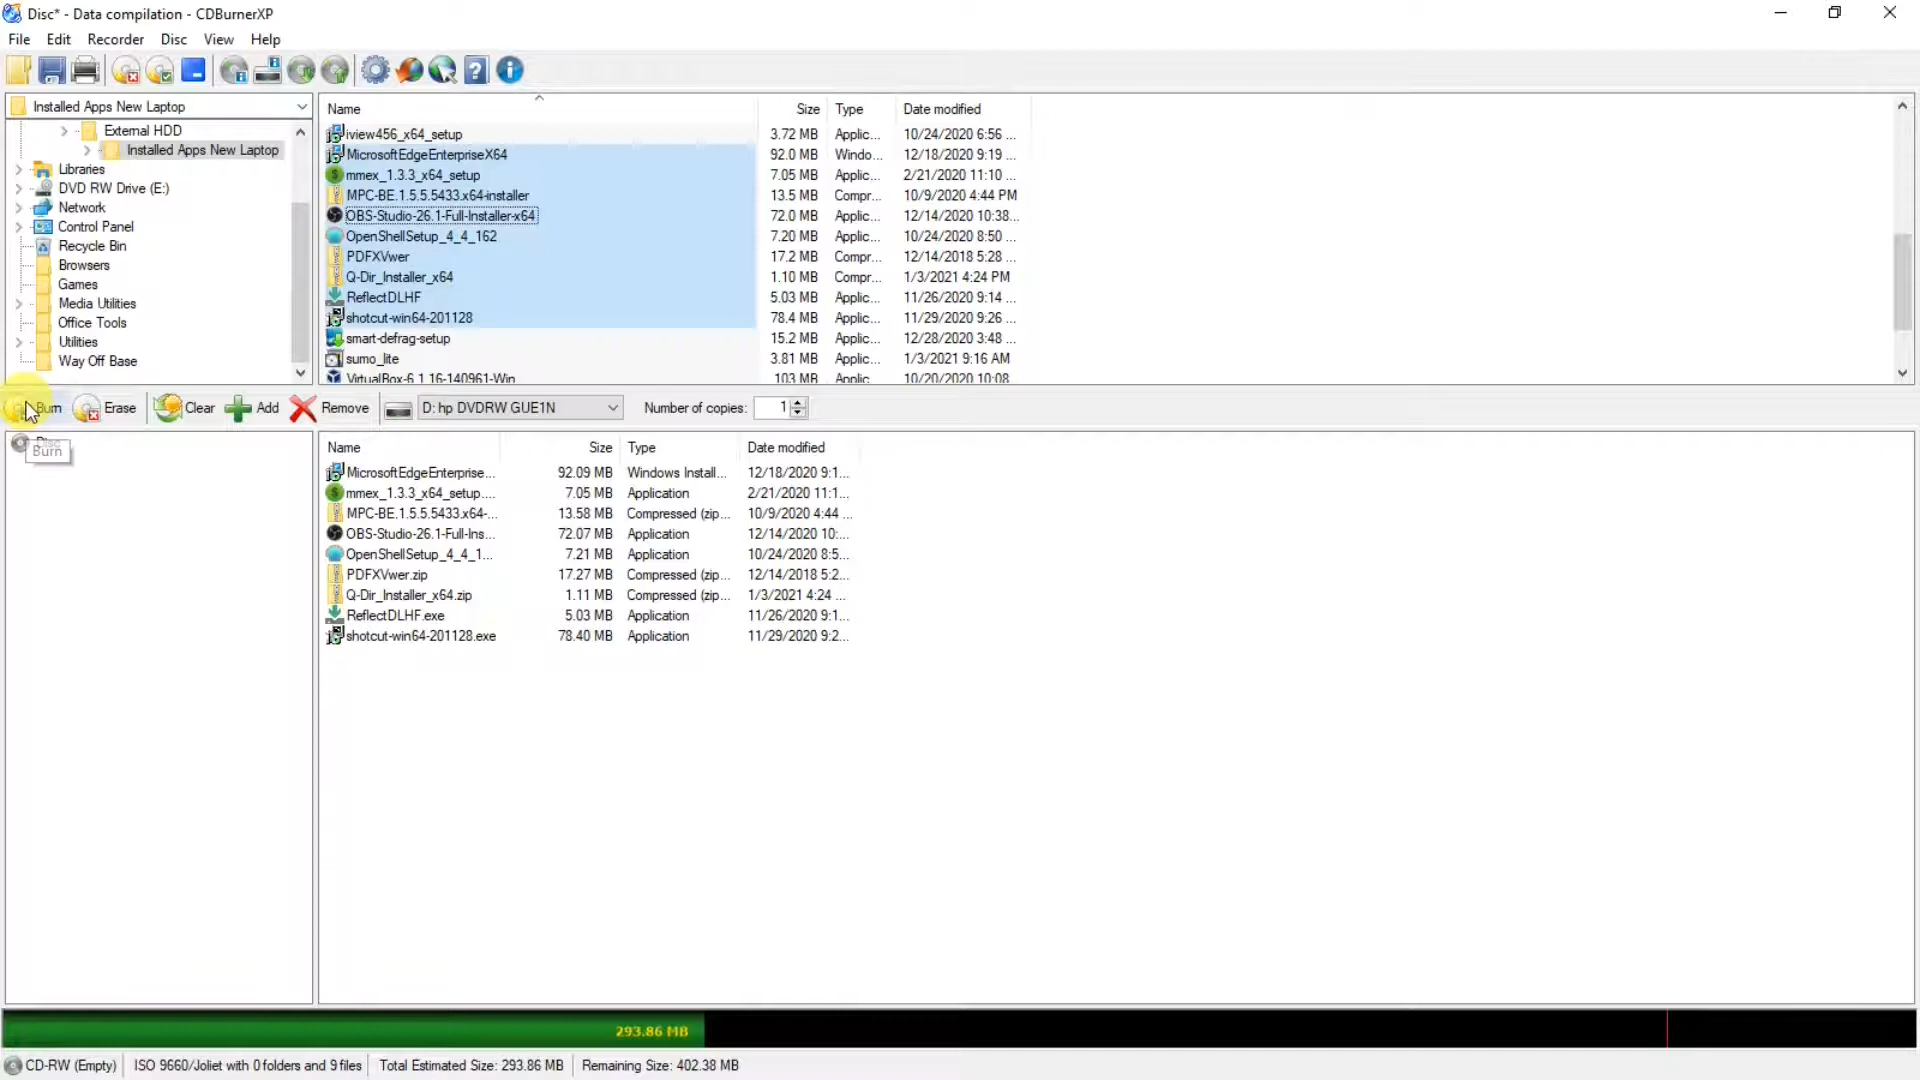 Disc* - Data compilation - CDBurnerXP
File Edit Recorder Disc View Help
Installed Apps New Laptop
External HDD
Installed Apps New Laptop
Libraries
DVD RW Drive (E:)
Network
Control Panel
Recycle Bin
Browsers
Games
Media Utilities
Office Tools
Utilities
Way Off Base
Name Size Type Date modified
iview456_x64_setup 3.72 MB Applic... 10/24/2020 6:56 ...
MicrosoftEdgeEnterpriseX64 92.0 MB Windo... 12/18/2020 9:19 ...
mmex_1.3.3_x64_setup 7.05 MB Applic... 2/21/2020 11:10 ...
MPC-BE.1.5.5.5433.x64-installer 13.5 MB Compr... 10/9/2020 4:44 PM
OBS-Studio-26.1-Full-Installer-x64 72.0 MB Applic... 12/14/2020 10:38...
OpenShellSetup_4_4_162 7.20 MB Applic... 10/24/2020 8:50 ...
PDFXVwer 17.2 MB Compr... 12/14/2018 5:28 ...
Q-Dir_Installer_x64 1.10 MB Compr... 1/3/2021 4:24 PM
ReflectDLHF 5.03 MB Applic... 11/26/2020 9:14 ...
shotcut-win64-201128 78.4 MB Applic... 11/29/2020 9:26 ...
smart-defrag-setup 15.2 MB Applic... 12/28/2020 3:48 ...
sumo_lite 3.81 MB Applic... 1/3/2021 9:16 AM
VirtualBox-6.1.16-140961-Win 103 MB Applic... 10/20/2020 10:08
Burn Erase Clear Add Remove D: hp DVDRW GUE1N Number of copies: 1
Disc
Burn
Name Size Type Date modified
MicrosoftEdgeEnterprise... 92.09 MB Windows Install... 12/18/2020 9:1...
mmex_1.3.3_x64_setup.... 7.05 MB Application 2/21/2020 11:1...
MPC-BE.1.5.5.5433.x64-... 13.58 MB Compressed (zip... 10/9/2020 4:44 ...
OBS-Studio-26.1-Full-Ins... 72.07 MB Application 12/14/2020 10:...
OpenShellSetup_4_4_1... 7.21 MB Application 10/24/2020 8:5...
PDFXVwer.zip 17.27 MB Compressed (zip... 12/14/2018 5:2...
Q-Dir_Installer_x64.zip 1.11 MB Compressed (zip... 1/3/2021 4:24 ...
ReflectDLHF.exe 5.03 MB Application 11/26/2020 9:1...
shotcut-win64-201128.exe 78.40 MB Application 11/29/2020 9:2...
293.86 MB
CD-RW (Empty) ISO 9660/Joliet with 0 folders and 9 files Total Estimated Size: 293.86 MB Remaining Size: 402.38 MB